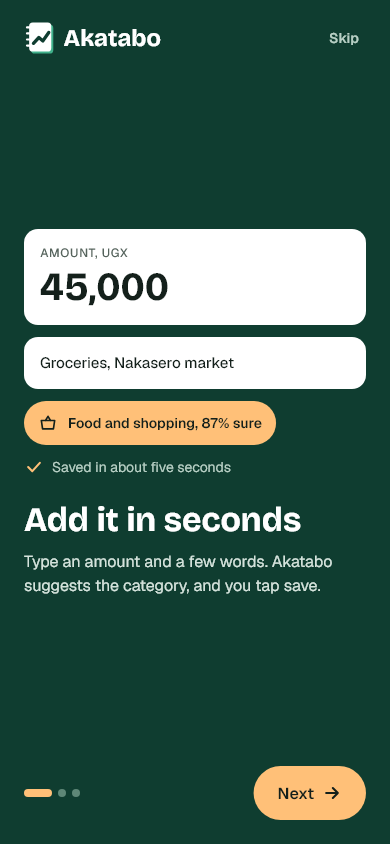 Akatabo
Skip
AMOUNT, UGX
45,000
Groceries, Nakasero market
Food and shopping, 87% sure
Saved in about five seconds
Add it in seconds
Type an amount and a few words. Akatabo
suggests the category, and you tap save.
Next